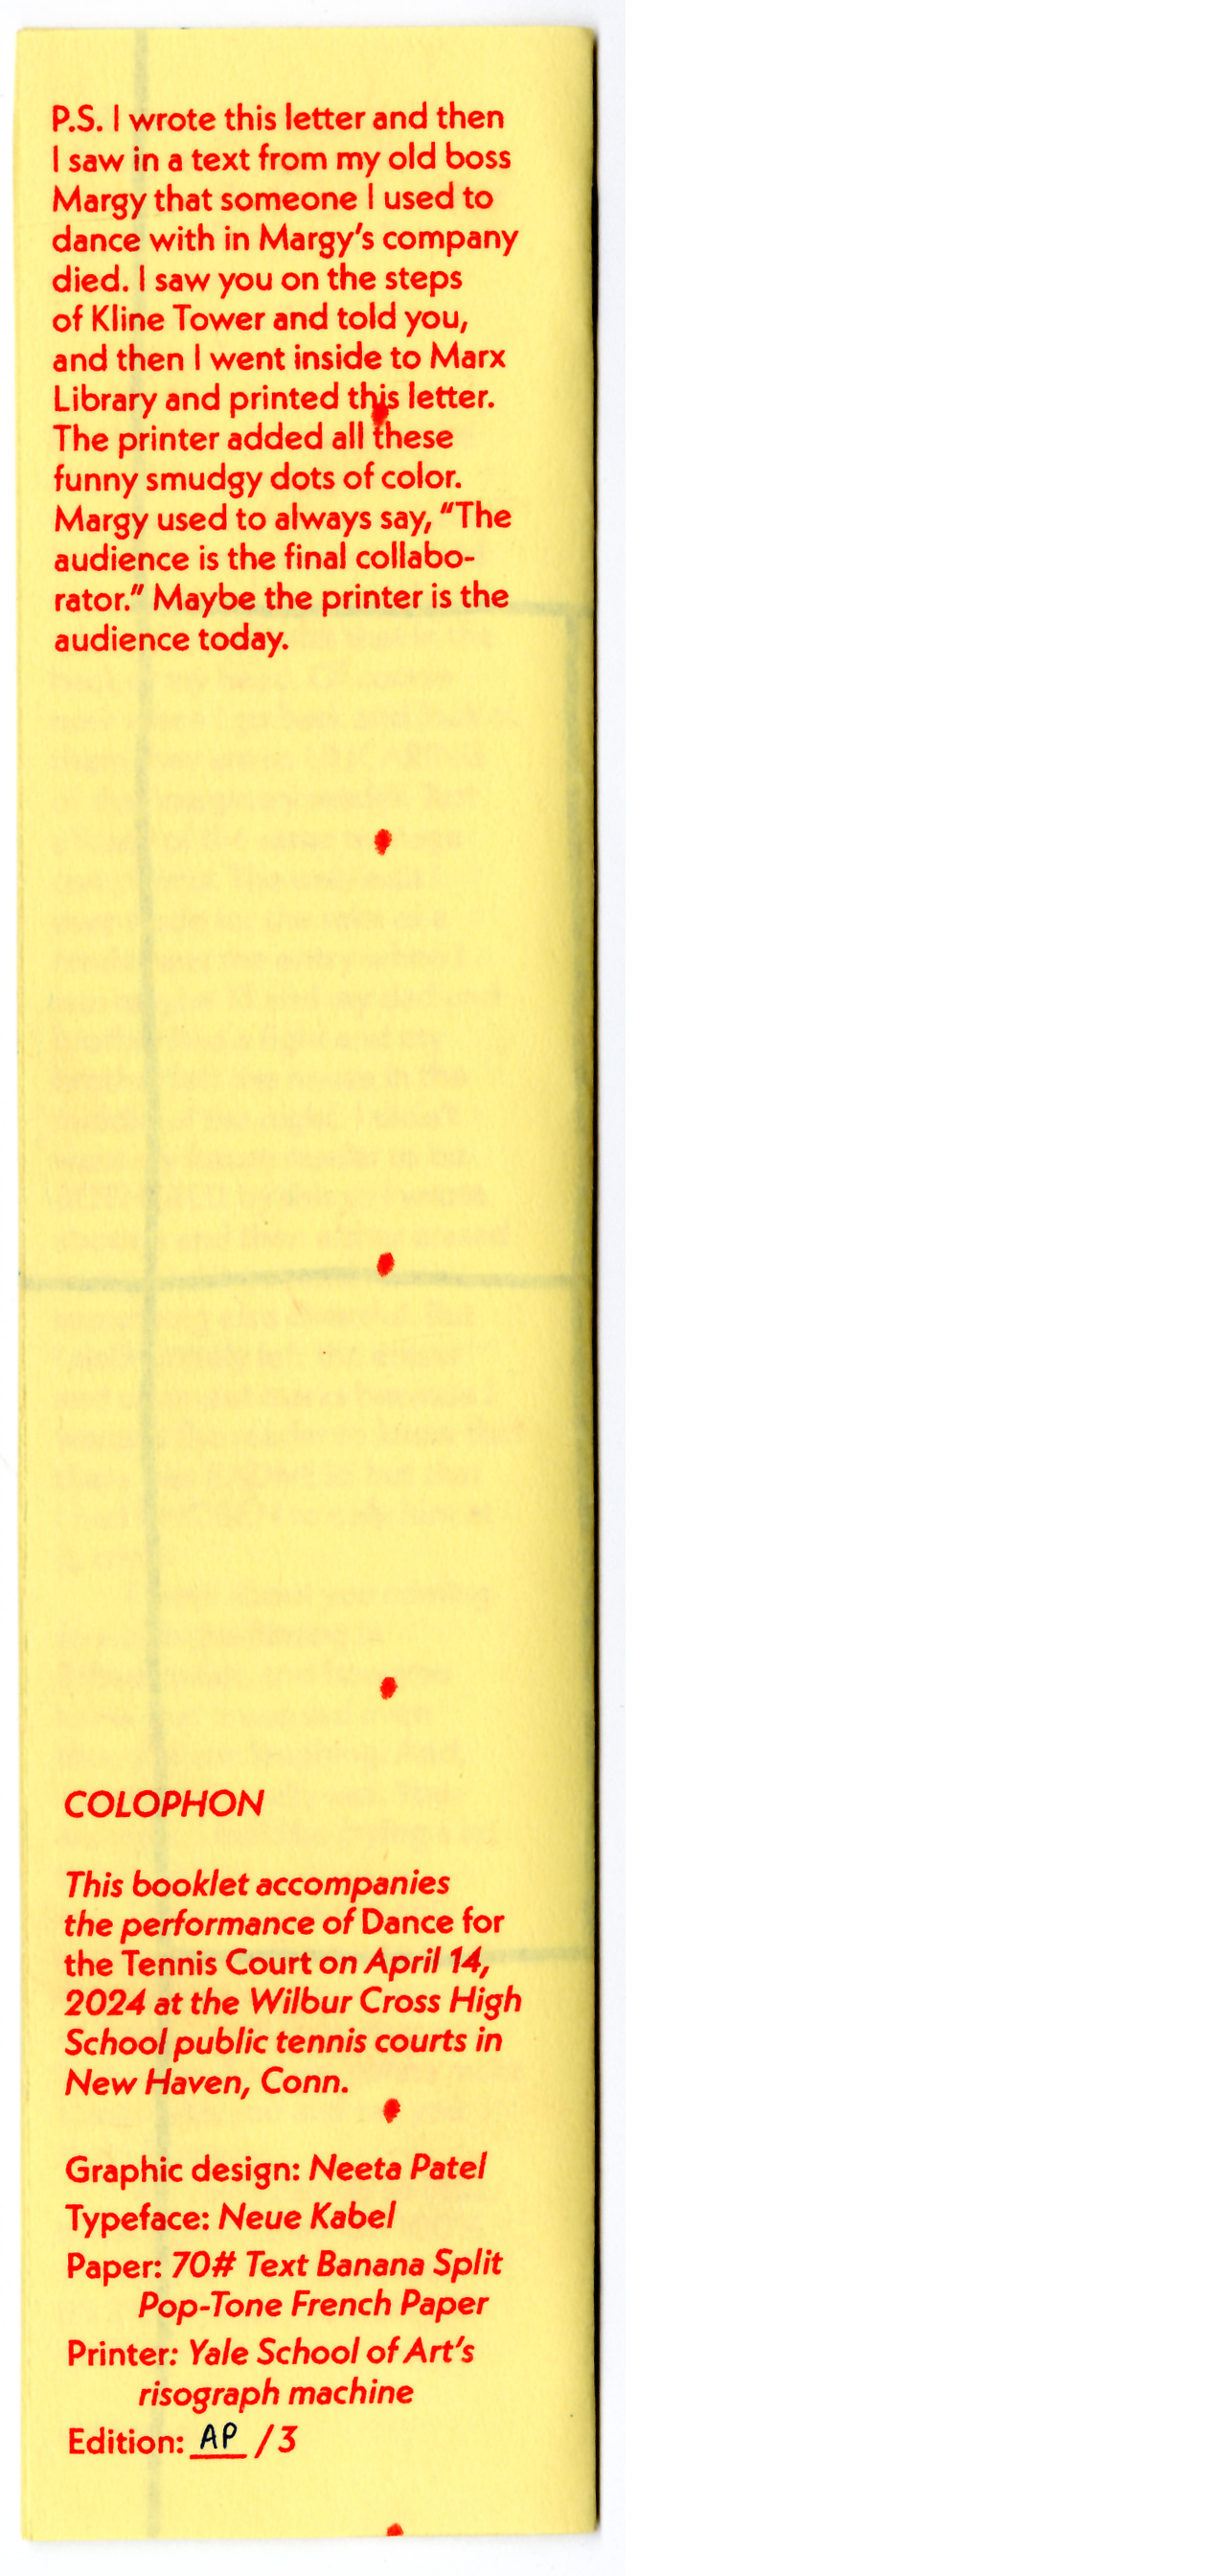 P.S. I wrote this letter and then
I saw in a text from my old boss
Margy that someone I used to
dance with in Margy's company
died. I saw you on the steps
of Kline Tower and told you,
and then I went inside to Marx
Library and printed this letter.
The printer added all these
funny smudgy dots of color.
Margy used to always say, “The
audience is the final collabo-
rator.” Maybe the printer is the
audience today.
COLOPHON
This booklet accompanies
the performance of Dance for
the Tennis Court on April 14,
2024 at the Wilbur Cross High
School public tennis courts in
New Haven, Conn.
Graphic design: Neeta Patel
Typeface: Neue Kabel
Paper: 70# Text Banana Split
Pop-Tone French Paper
Printer: Yale School of Art's
risograph machine
Edition: AP / 3